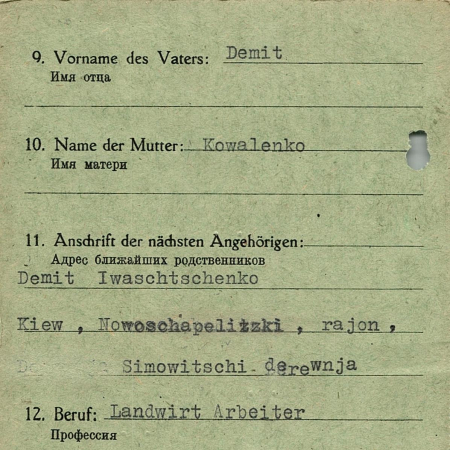 9. Vorname des Vaters: Demit
Имя отца
10. Name der Mutter: Kowalenko
Имя матери
11. Anschrift der nächsten Angehörigen:
Адрес ближайших родственников
Demit Iwaschtschenko
Kiew , Nowoschapelitzki , rajon ,
Simowitschi derewnja
12. Beruf: Landwirt Arbeiter
Профессия